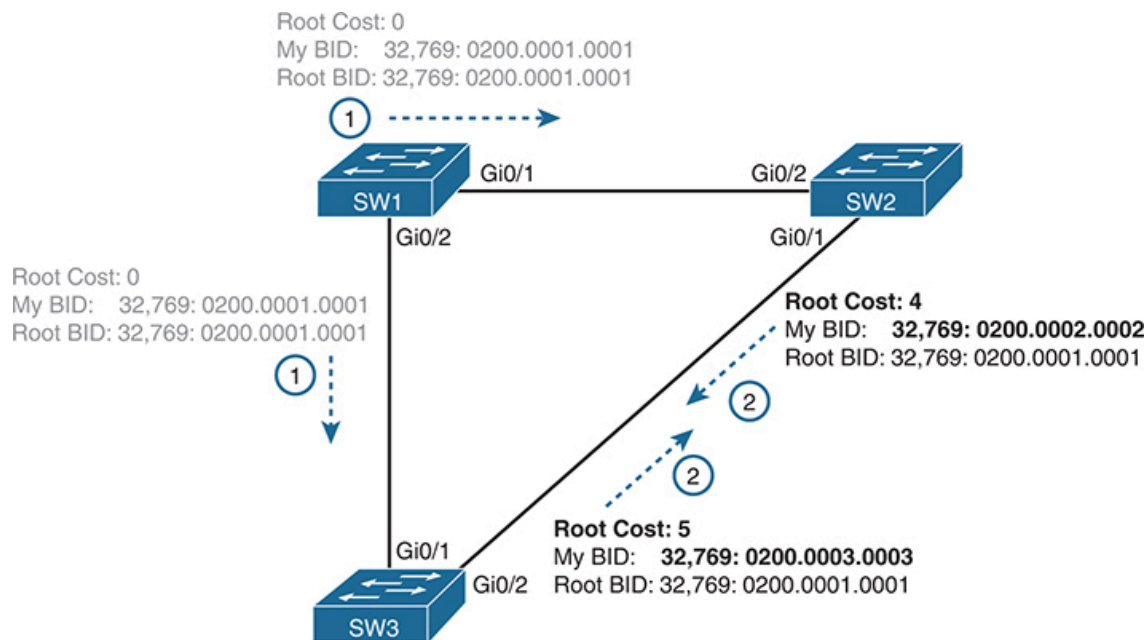 Root Cost: 0
My BID: 32,769: 0200.0001.0001
Root BID: 32,769: 0200.0001.0001
1
Gi0/1
Gi0/2
SW1
SW2
Gi0/2
Gi0/1
Root Cost: 0
My BID: 32,769: 0200.0001.0001
Root BID: 32,769: 0200.0001.0001
1
Root Cost: 4
My BID: 32,769: 0200.0002.0002
Root BID: 32,769: 0200.0001.0001
2
2
Root Cost: 5
My BID: 32,769: 0200.0003.0003
Root BID: 32,769: 0200.0001.0001
Gi0/1
Gi0/2
SW3